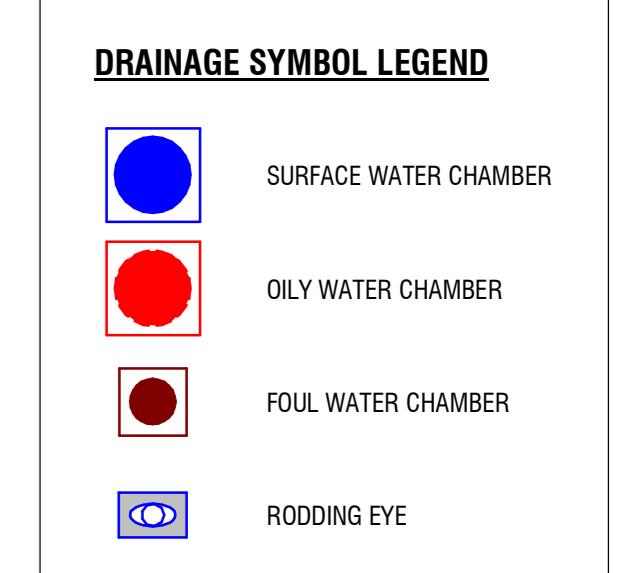 DRAINAGE SYMBOL LEGEND
SURFACE WATER CHAMBER
OILY WATER CHAMBER
FOUL WATER CHAMBER
RODDING EYE